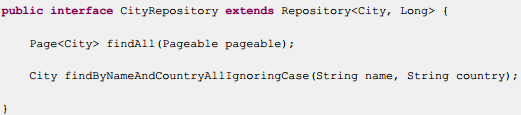 public interface CityRepository extends Repository<City, Long> {
Page<City> findAll(Pageable pageable);
City findByNameAndCountryAllIgnoringCase(String name, String country);
}